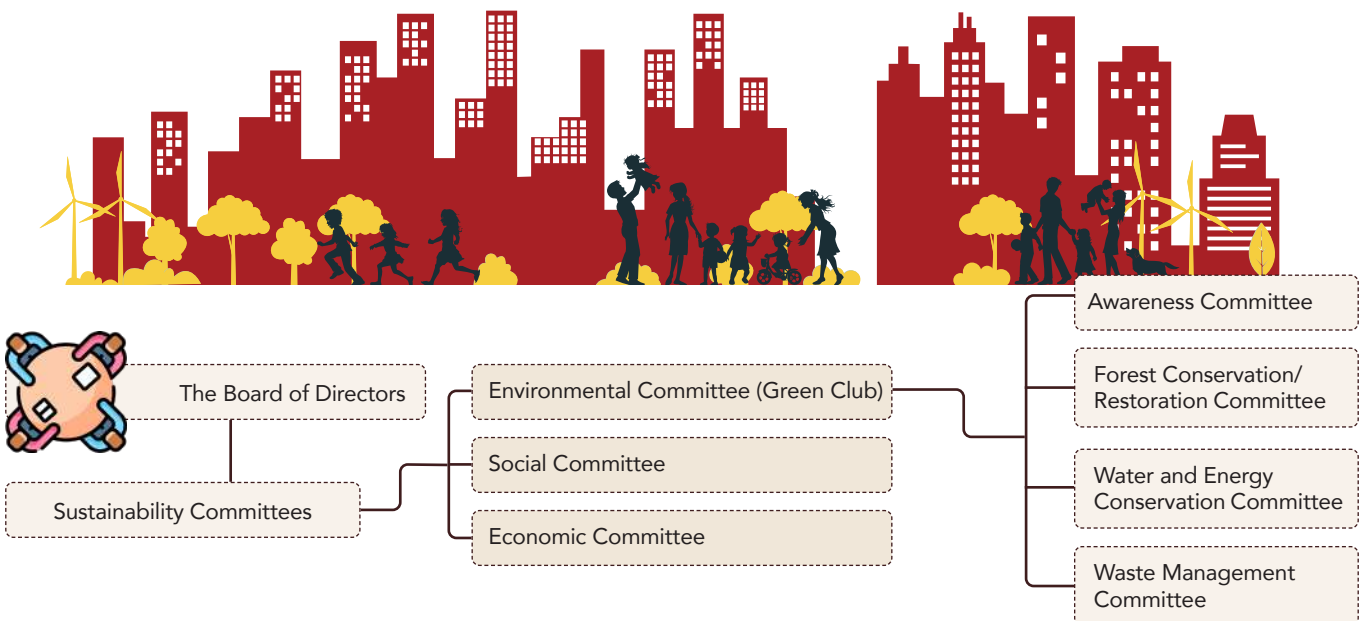 The Board of Directors
Sustainability Committees
Environmental Committee (Green Club)
Social Committee
Economic Committee
Awareness Committee
Forest Conservation/
Restoration Committee
Water and Energy
Conservation Committee
Waste Management
Committee